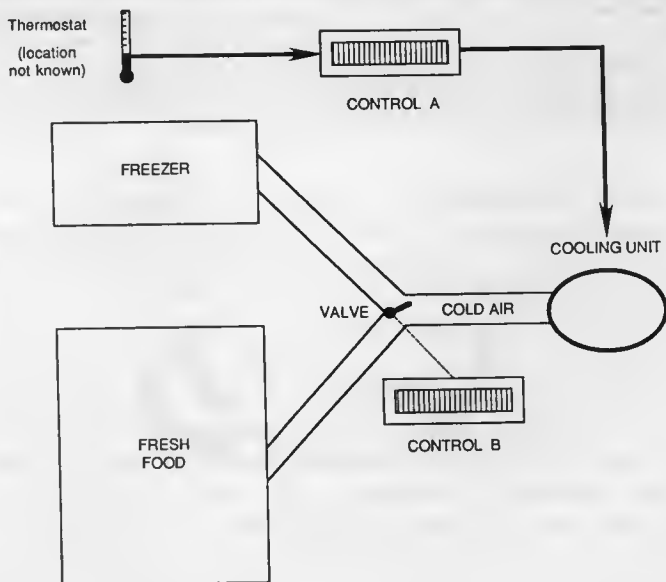 Thermostat
(location
not known)
CONTROL A
FREEZER
COOLING UNIT
VALVE
COLD AIR
CONTROL B
FRESH
FOOD